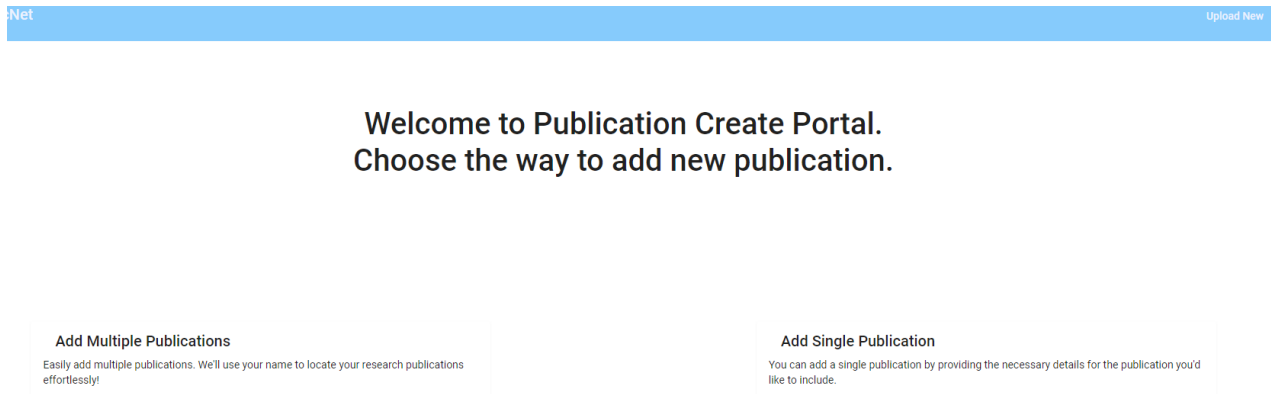 cNet
Upload New
Welcome to Publication Create Portal.
Choose the way to add new publication.
Add Multiple Publications
Easily add multiple publications. We'll use your name to locate your research publications
effortlessly!
Add Single Publication
You can add a single publication by providing the necessary details for the publication you'd
like to include.